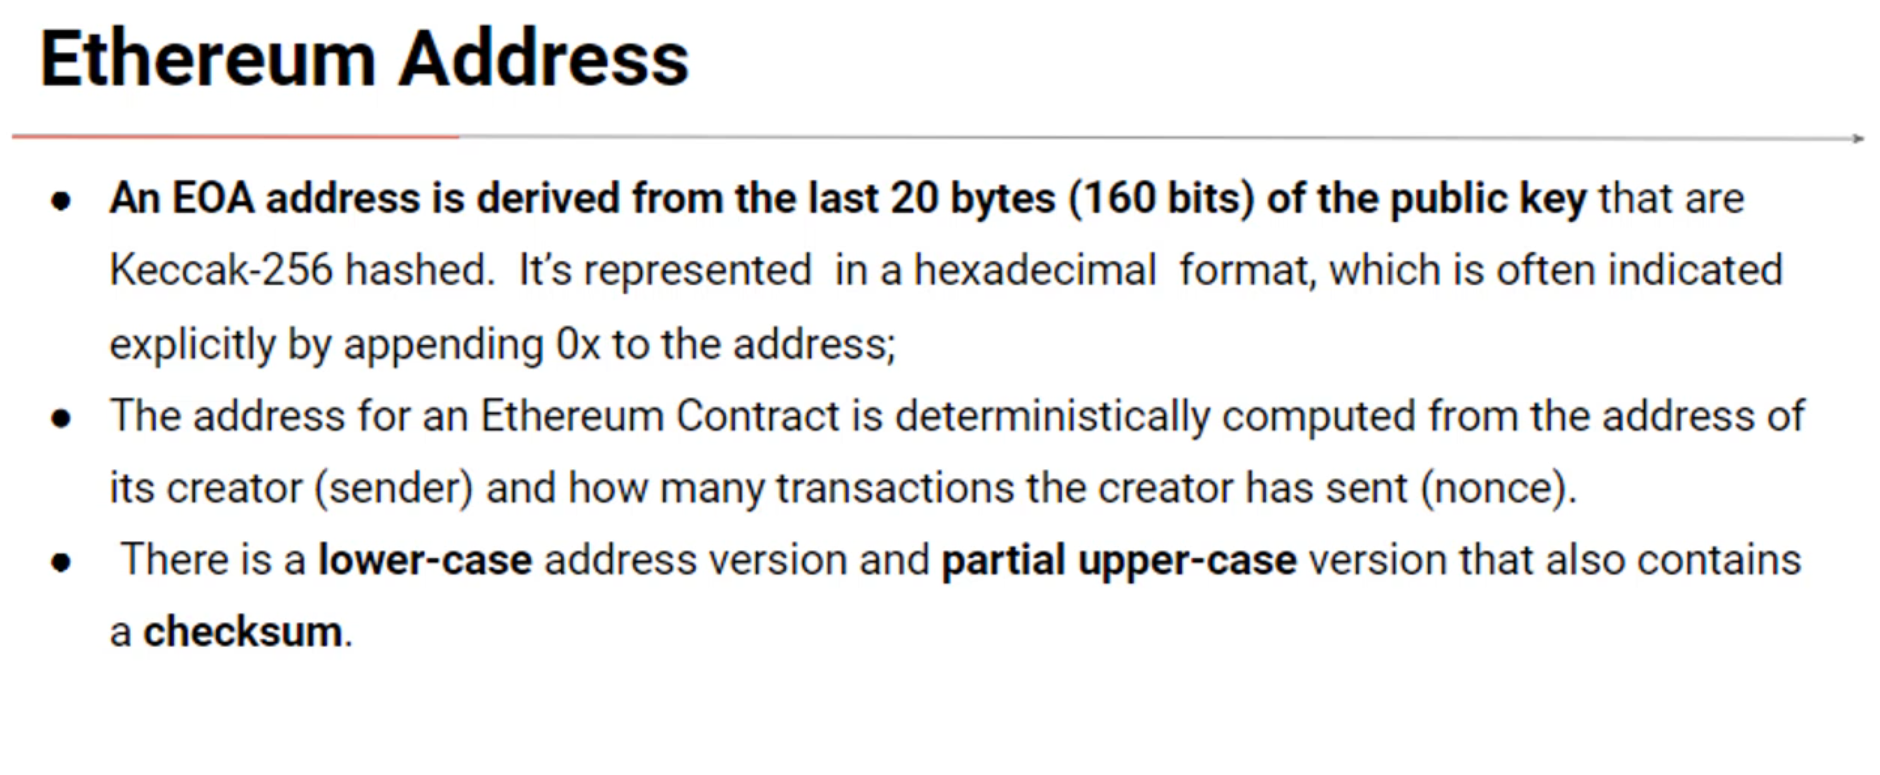 Ethereum Address
● An EOA address is derived from the last 20 bytes (160 bits) of the public key that are
Keccak-256 hashed.  It’s represented  in a hexadecimal  format, which is often indicated
explicitly by appending 0x to the address;
● The address for an Ethereum Contract is deterministically computed from the address of
its creator (sender) and how many transactions the creator has sent (nonce).
● There is a lower-case address version and partial upper-case version that also contains
a checksum.